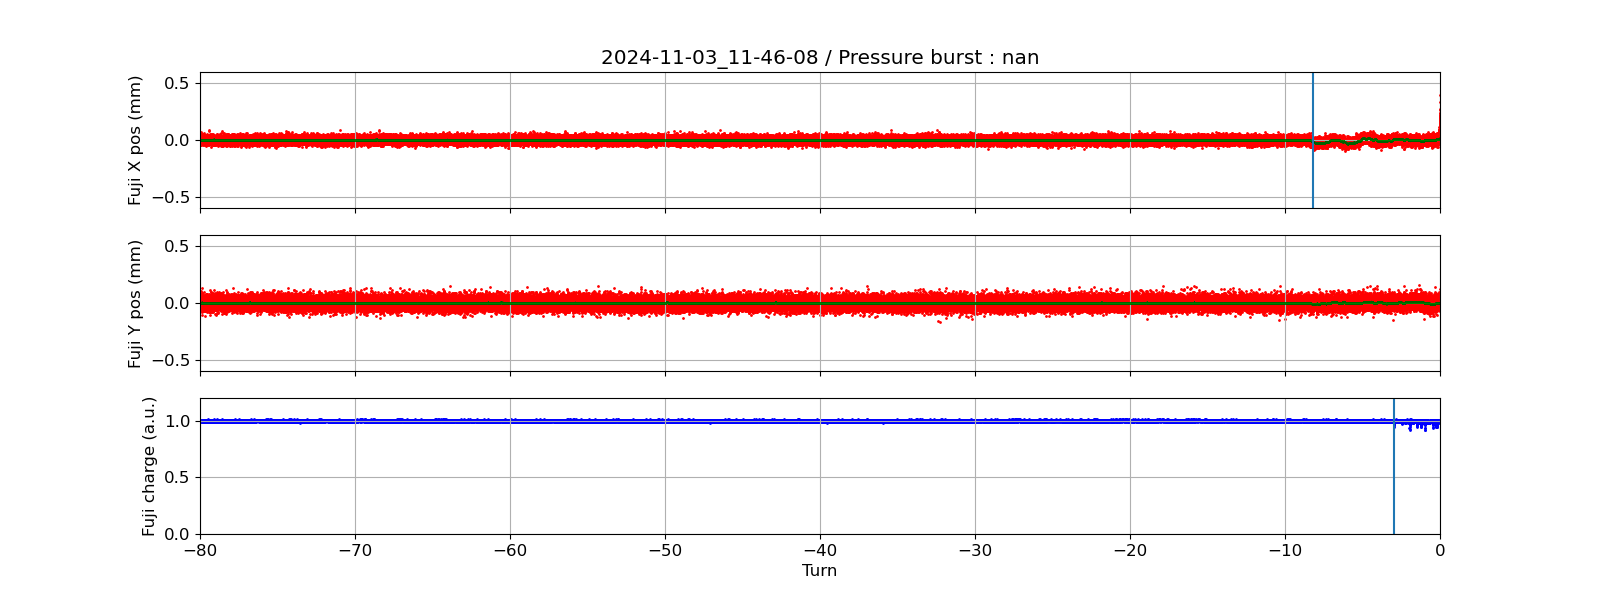 2024-11-03_11-46-08 / Pressure burst : nan
Fuji X pos (mm)
0.5
0.0
−0.5
Fuji Y pos (mm)
0.5
0.0
−0.5
Fuji charge (a.u.)
1.0
0.5
0.0
−80 −70 −60 −50 −40 −30 −20 −10 0
Turn